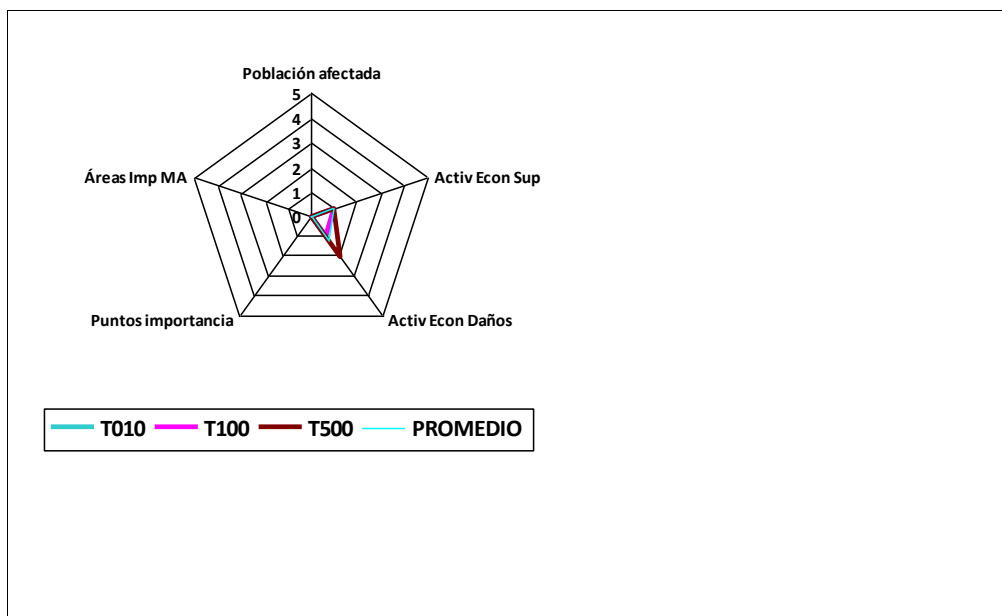 Población afectada
5
4
3
2
1
0
Áreas Imp MA
Activ Econ Sup
Puntos importancia
Activ Econ Daños
T010 T100 T500 PROMEDIO